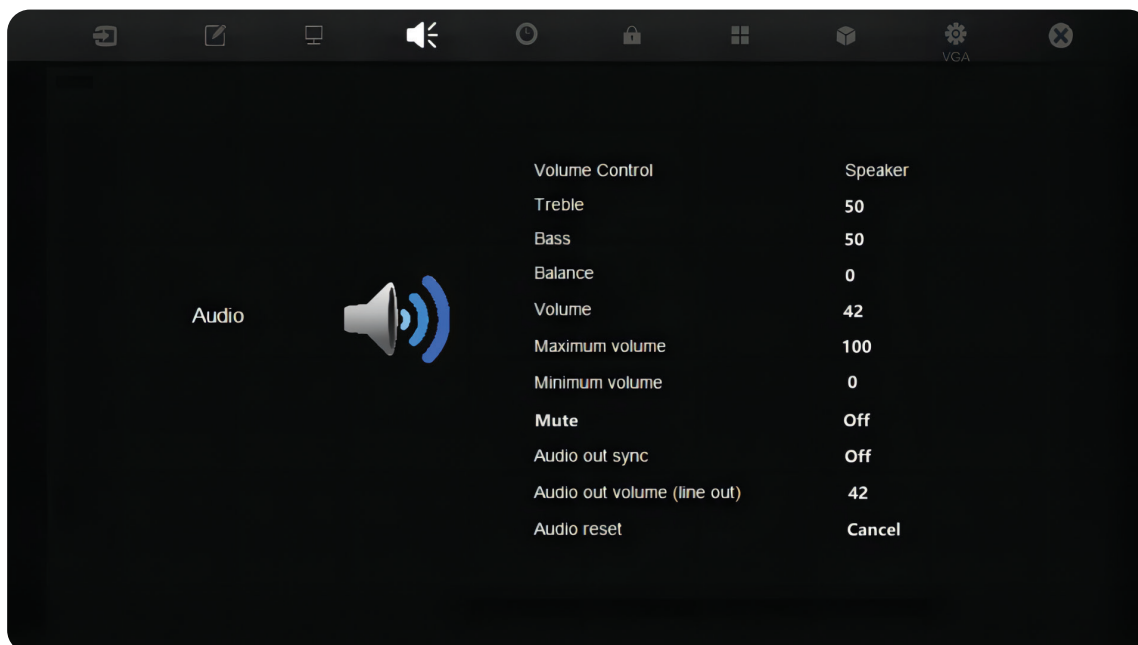 VGA
Volume Control Speaker
Treble 50
Bass 50
Balance 0
Audio
Volume 42
Maximum volume 100
Minimum volume 0
Mute Off
Audio out sync Off
Audio out volume (line out) 42
Audio reset Cancel